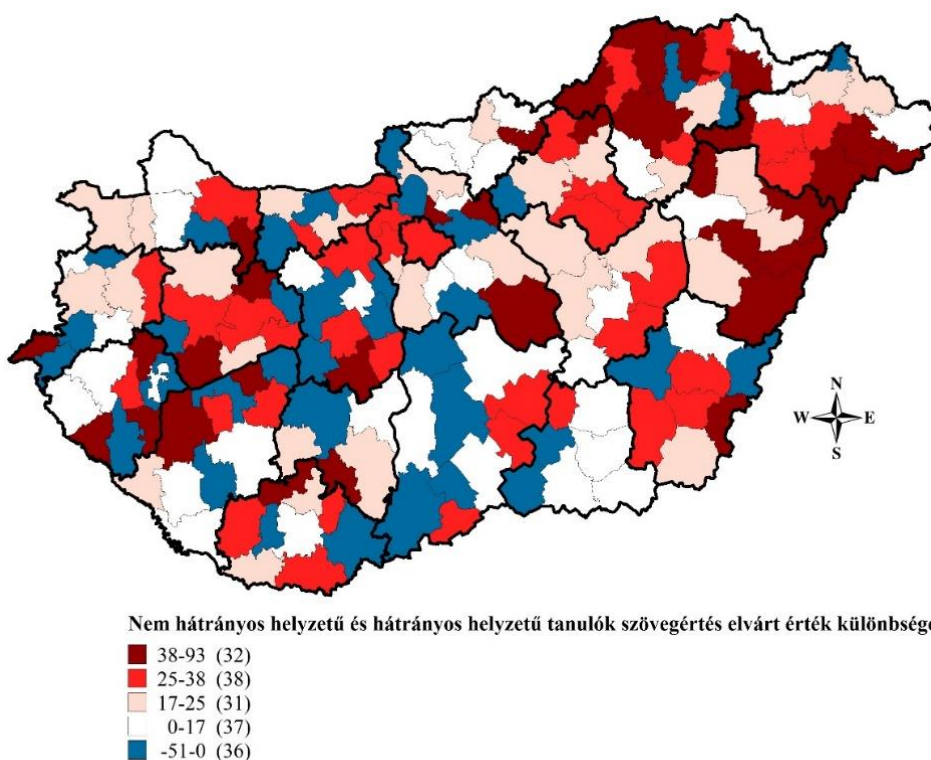 N
W E
S
Nem hátrányos helyzetű és hátrányos helyzetű tanulók szövegértés elvárt érték különbsége
38-93 (32)
25-38 (38)
17-25 (31)
0-17 (37)
-51-0 (36)